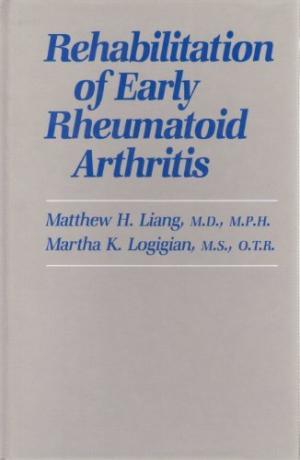 Rehabilitation
of Early
Rheumatoid
Arthritis
Matthew H. Liang, M.D., M.P.H.
Martha K. Logigian, M.S., O.T.R.